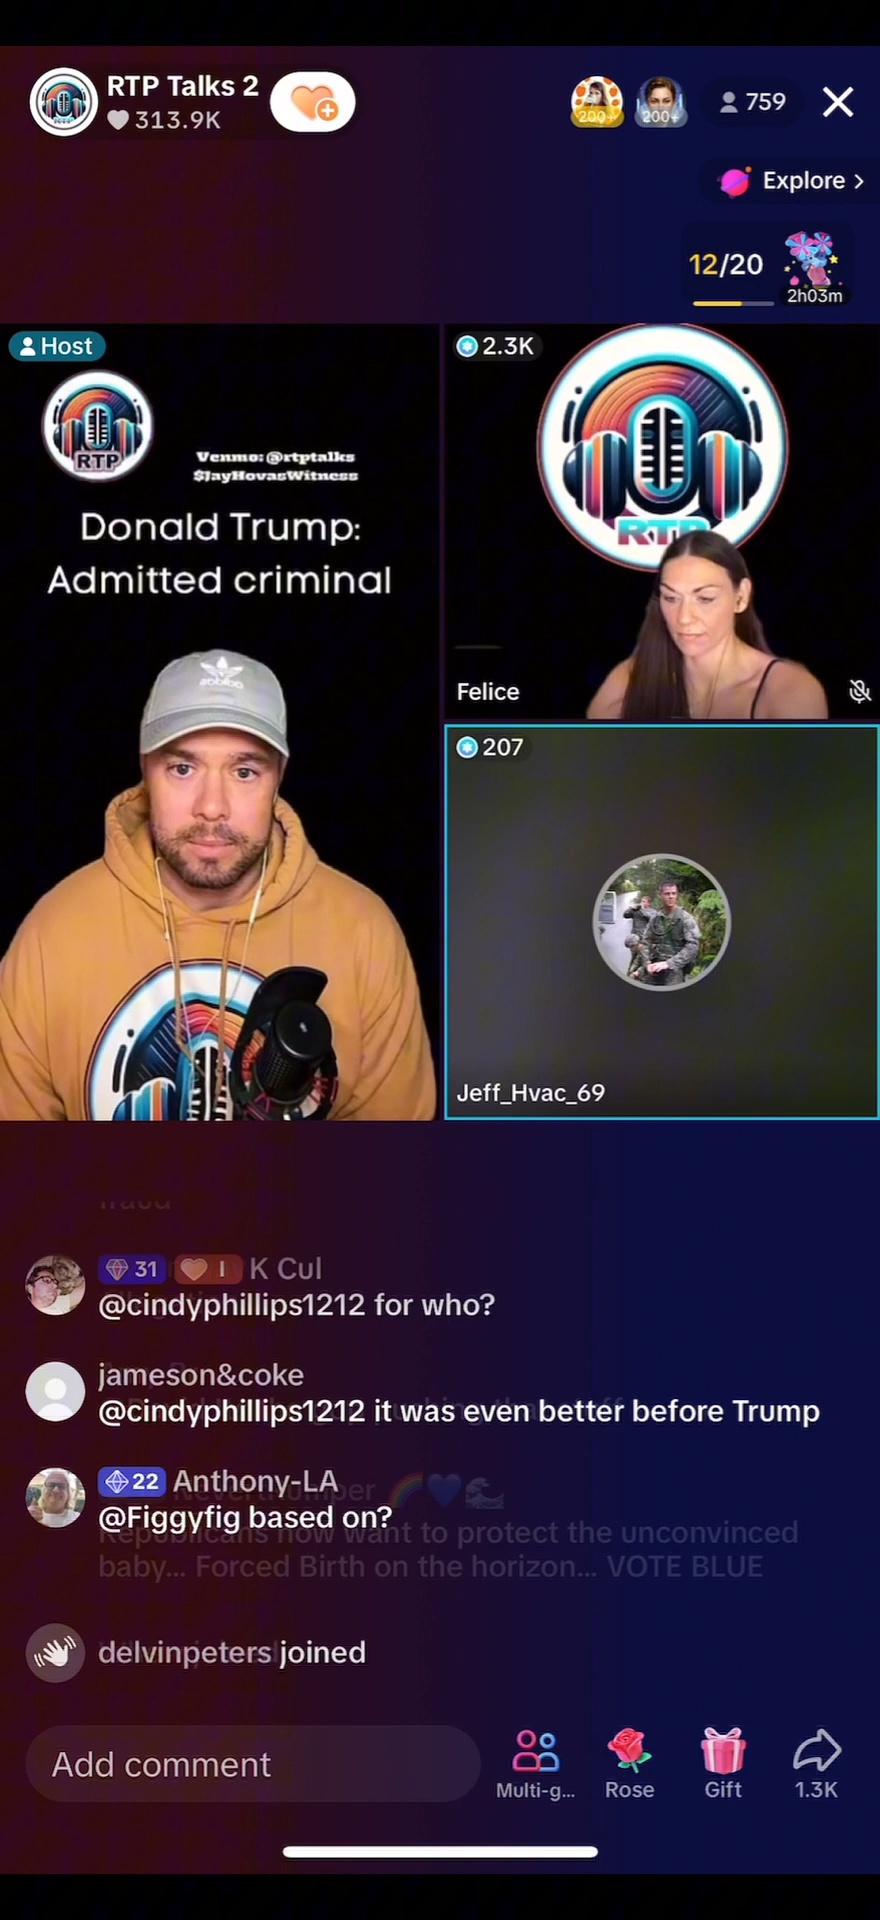 RTP Talks 2
313.9K
200+
200+
759
Explore >
12/20
2h03m
Host
RTP
Venmo: @rtptalks
$JayHovasWitness
Donald Trump:
Admitted criminal
adidas
2.3K
RTP
Felice
207
Jeff_Hvac_69
fraud
31 I K Cul
@cindyphillips1212 for who?
jameson&coke
@cindyphillips1212 it was even better before Trump
22 Anthony-LA
@Figgyfig based on?
Republicans now want to protect the unconvinced
baby... Forced Birth on the horizon... VOTE BLUE
delvinpeters joined
Add comment
Multi-g...
Rose
Gift
1.3K